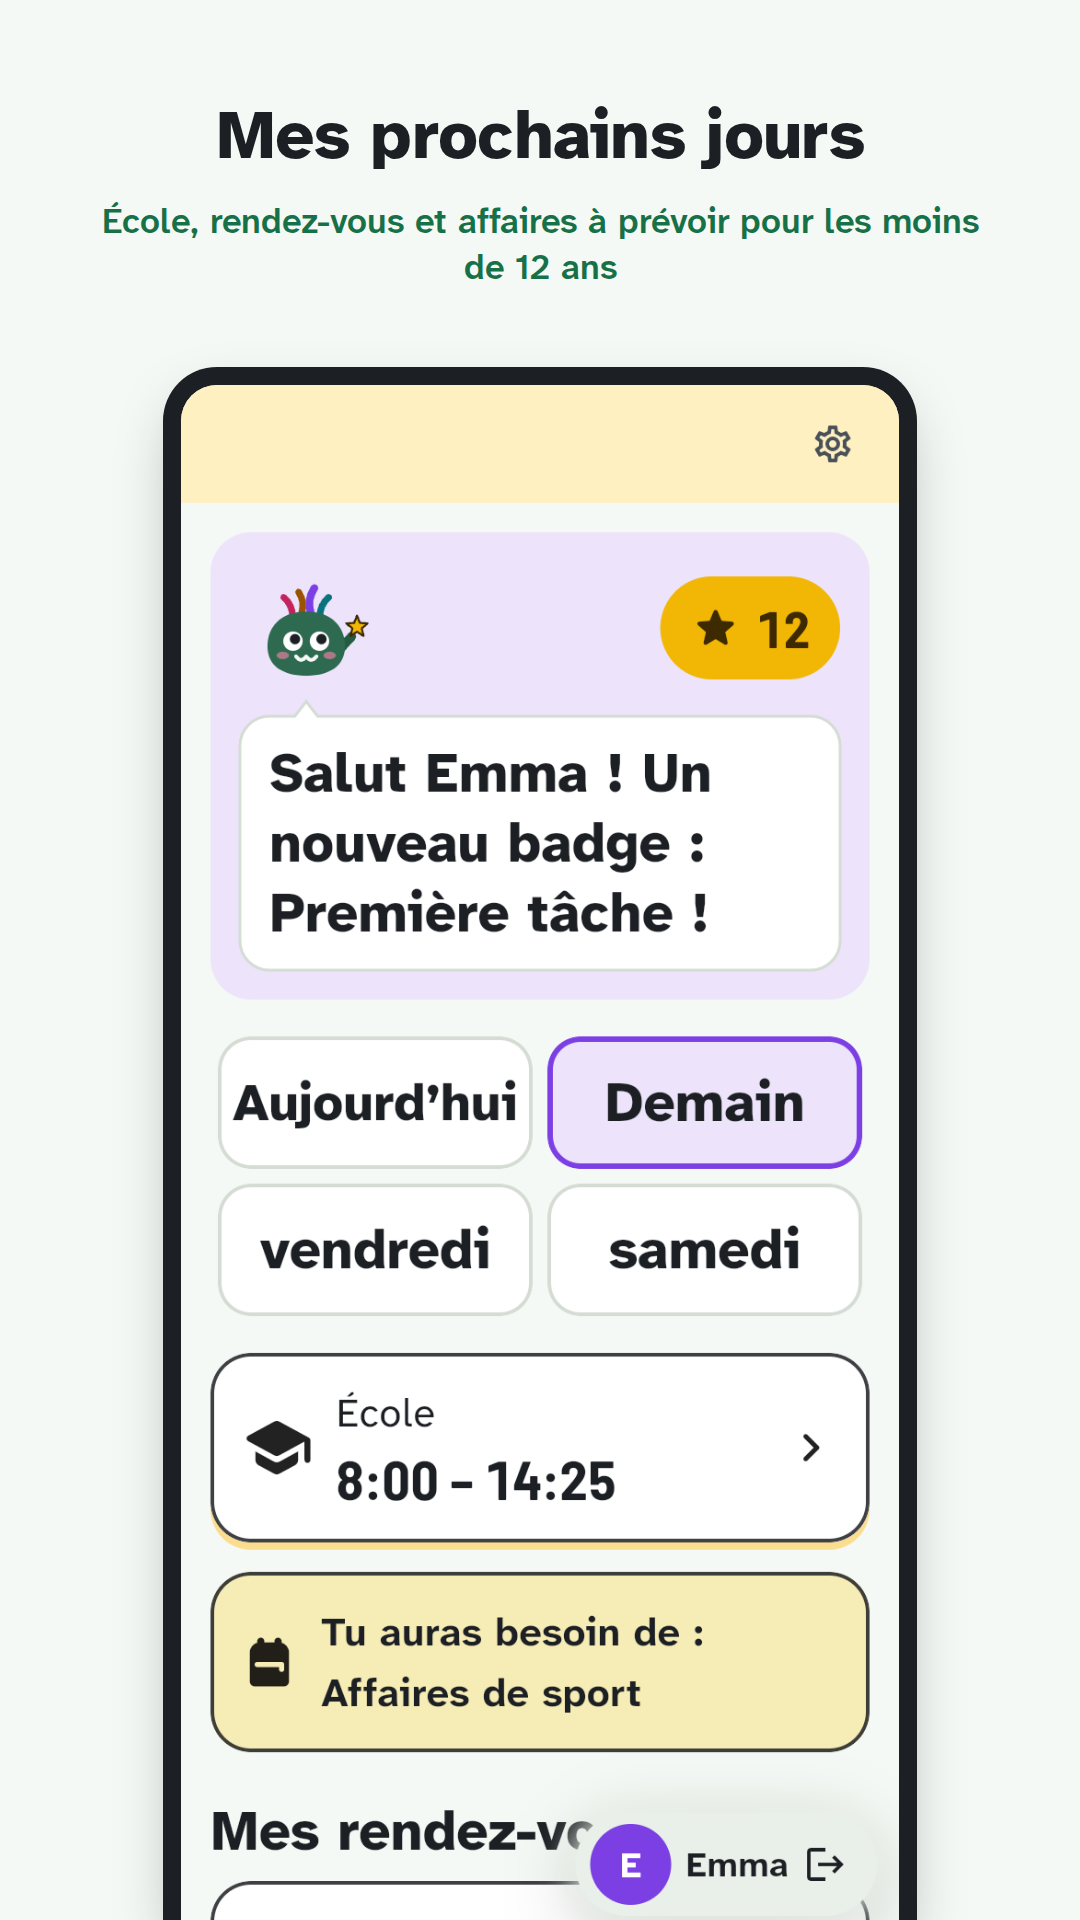 Mes prochains jours
École, rendez-vous et affaires à prévoir pour les moins
de 12 ans
12
Salut Emma ! Un
nouveau badge :
Première tâche !
Aujourd’hui
Demain
vendredi
samedi
École
8:00 – 14:25
Tu auras besoin de :
Affaires de sport
Mes
E
Emma